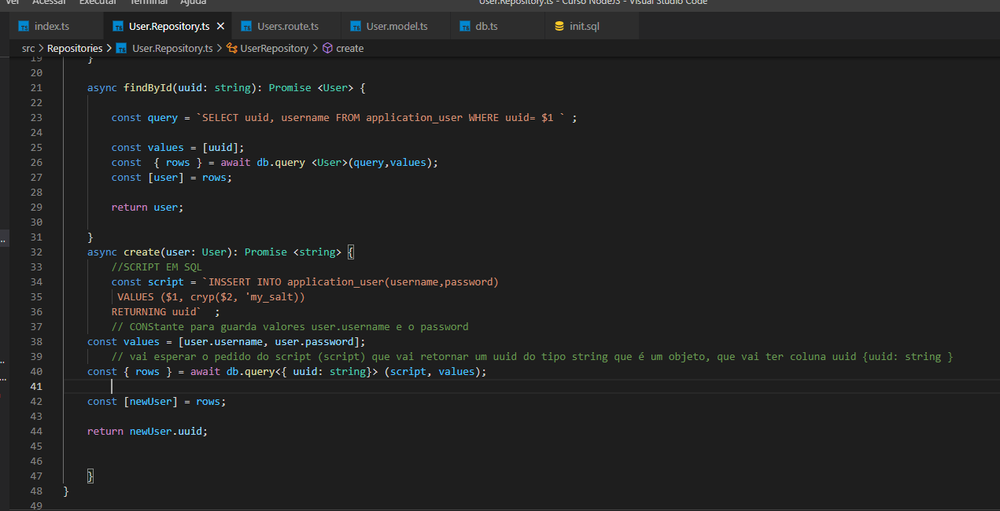 Ver Acessar Executar Terminal Ajuda User.Repository.ts - Curso NodeJS - Visual Studio Code
TS index.ts TS User.Repository.ts × TS Users.route.ts TS User.model.ts TS db.ts init.sql
src > Repositories > TS User.Repository.ts > UserRepository > create
19 }
20
21 async findById(uuid: string): Promise <User> {
22
23 const query = `SELECT uuid, username FROM application_user WHERE uuid= $1 ` ;
24
25 const values = [uuid];
26 const  { rows } = await db.query <User>(query,values);
27 const [user] = rows;
28
29 return user;
30
31 }
32 async create(user: User): Promise <string> {
33 //SCRIPT EM SQL
34 const script = `INSSERT INTO application_user(username,password)
35 VALUES ($1, cryp($2, 'my_salt))
36 RETURNING uuid`  ;
37 // CONStante para guarda valores user.username e o password
38 const values = [user.username, user.password];
39 // vai esperar o pedido do script (script) que vai retornar um uuid do tipo string que é um objeto, que vai ter coluna uuid {uuid: string }
40 const { rows } = await db.query<{ uuid: string}> (script, values);
41
42 const [newUser] = rows;
43
44 return newUser.uuid;
45
46
47 }
48 }
49